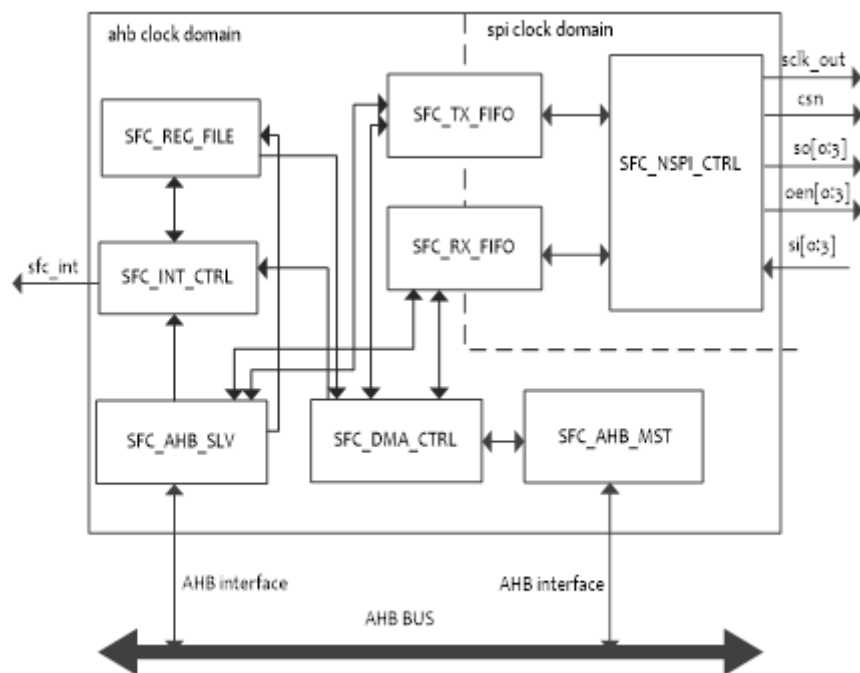 ahb clock domain
spi clock domain
SFC_TX_FIFO
SFC_REG_FILE
SFC_NSPI_CTRL
sclk_out
csn
so[0:3]
oen[0:3]
si[0:3]
SFC_RX_FIFO
sfc_int
SFC_INT_CTRL
SFC_AHB_SLV
SFC_DMA_CTRL
SFC_AHB_MST
AHB interface
AHB interface
AHB BUS